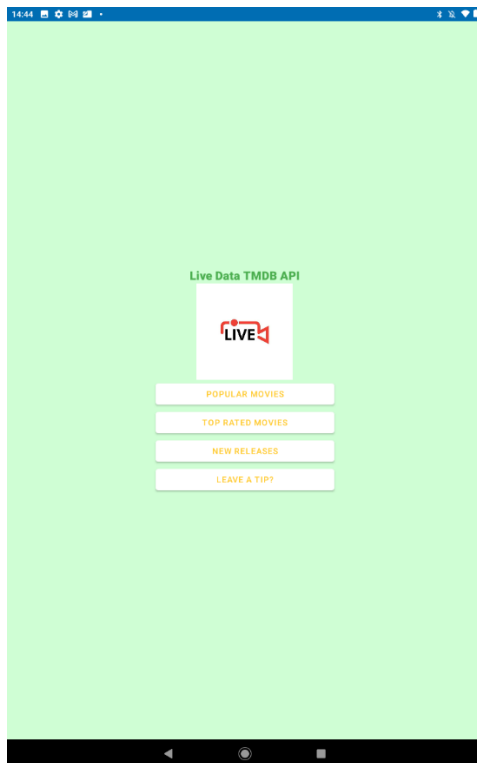 14:44
Live Data TMDB API
LIVE
POPULAR MOVIES
TOP RATED MOVIES
NEW RELEASES
LEAVE A TIP?